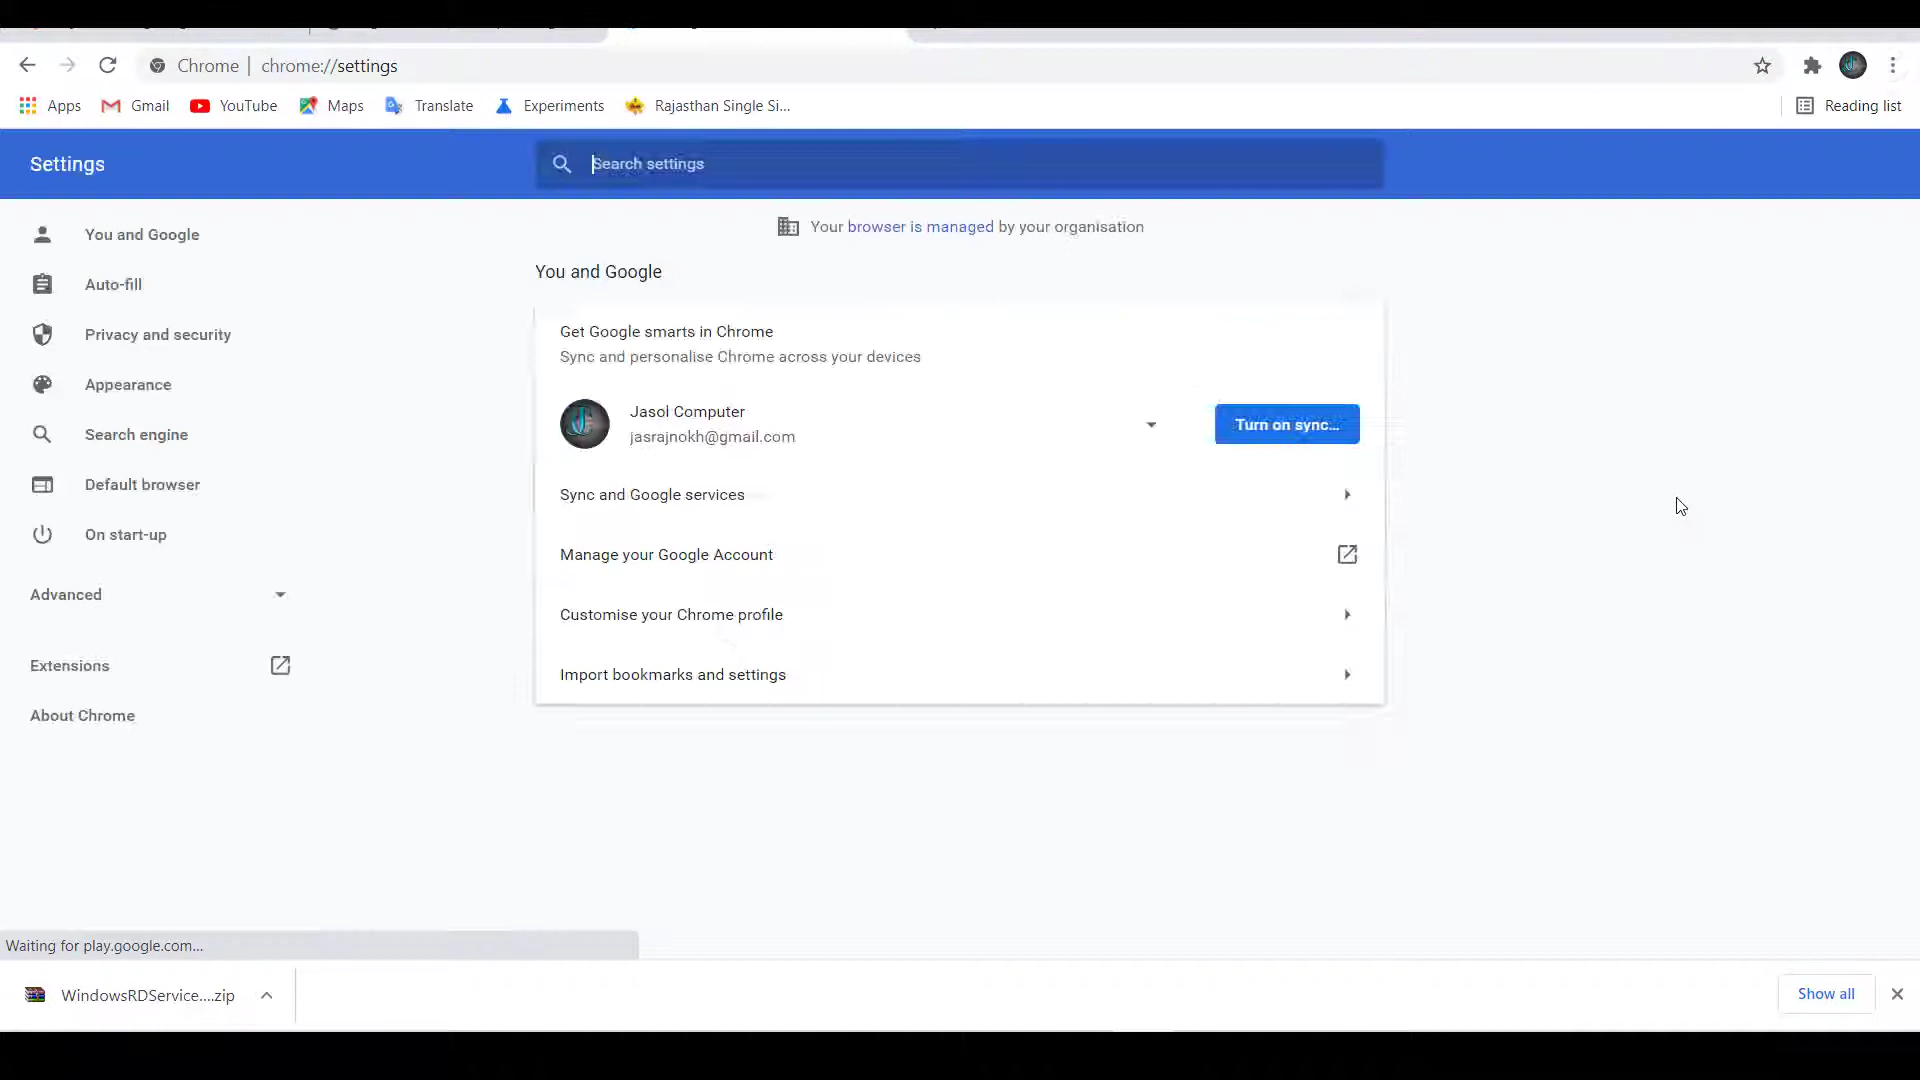 Chrome | chrome://settings
Apps Gmail YouTube Maps Translate Experiments Rajasthan Single Si... Reading list
Settings
Search settings
Your browser is managed by your organisation
You and Google
Auto-fill
Privacy and security
Appearance
Search engine
Default browser
On start-up
Advanced
Extensions
About Chrome
You and Google
Get Google smarts in Chrome
Sync and personalise Chrome across your devices
Jasol Computer
jasrajnokh@gmail.com
Turn on sync...
Sync and Google services
Manage your Google Account
Customise your Chrome profile
Import bookmarks and settings
Waiting for play.google.com...
WindowsRDService....zip
Show all